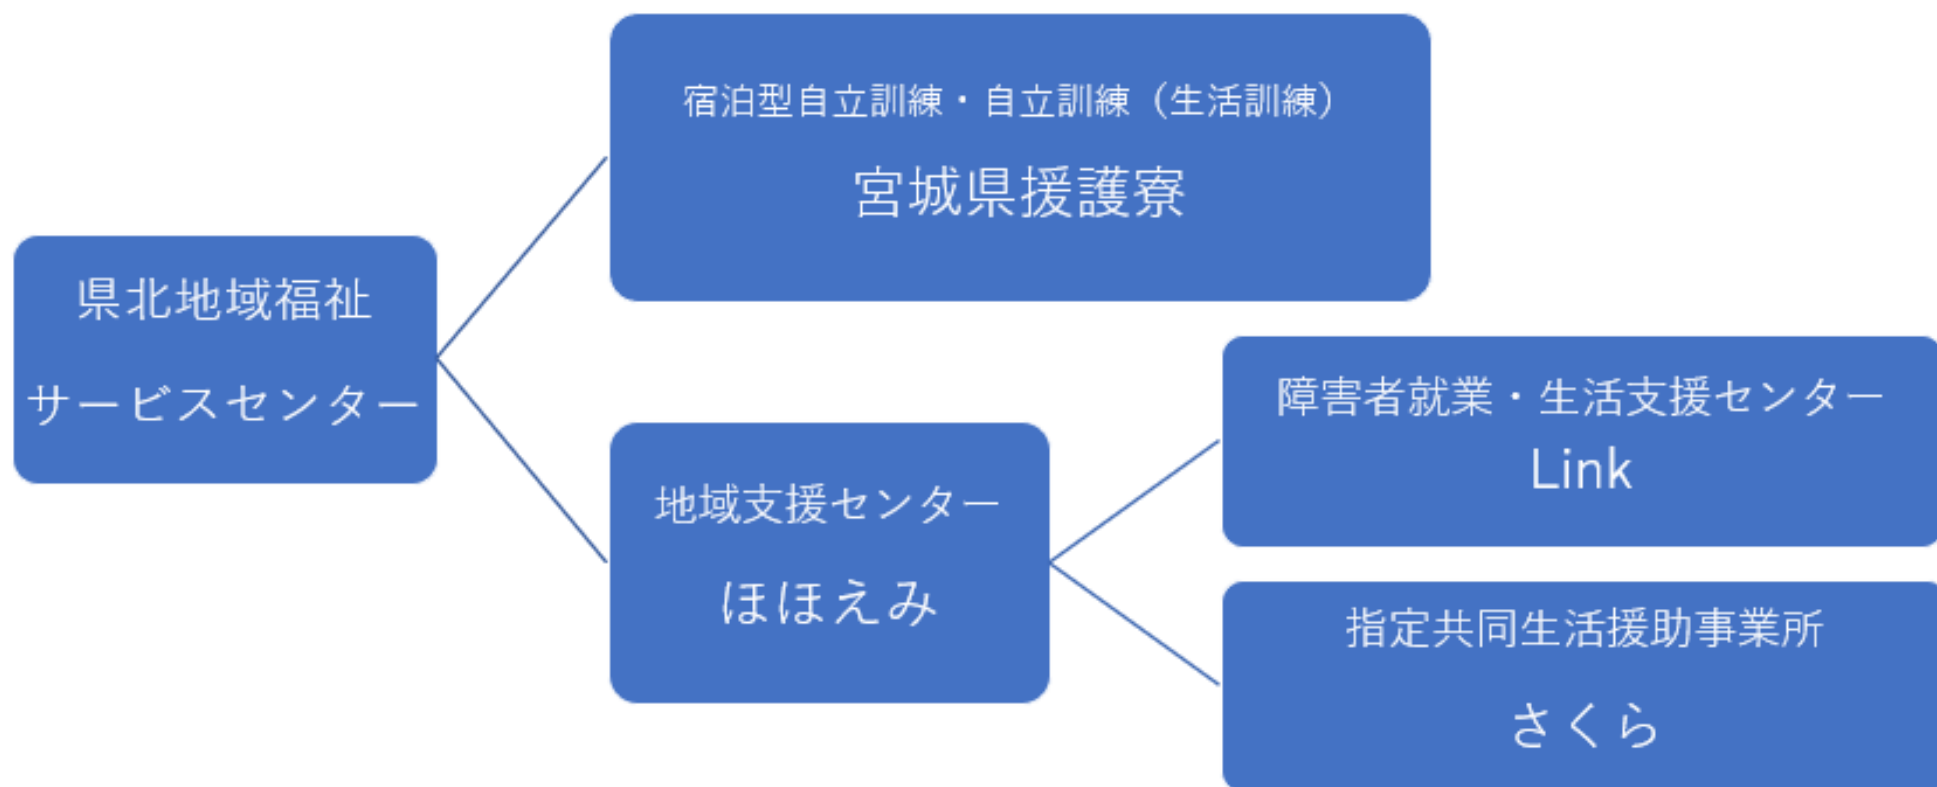 県北地域福祉
サービスセンター
宿泊型自立訓練・自立訓練（生活訓練）
宮城県援護寮
地域支援センター
ほほえみ
障害者就業・生活支援センター
Link
指定共同生活援助事業所
さくら